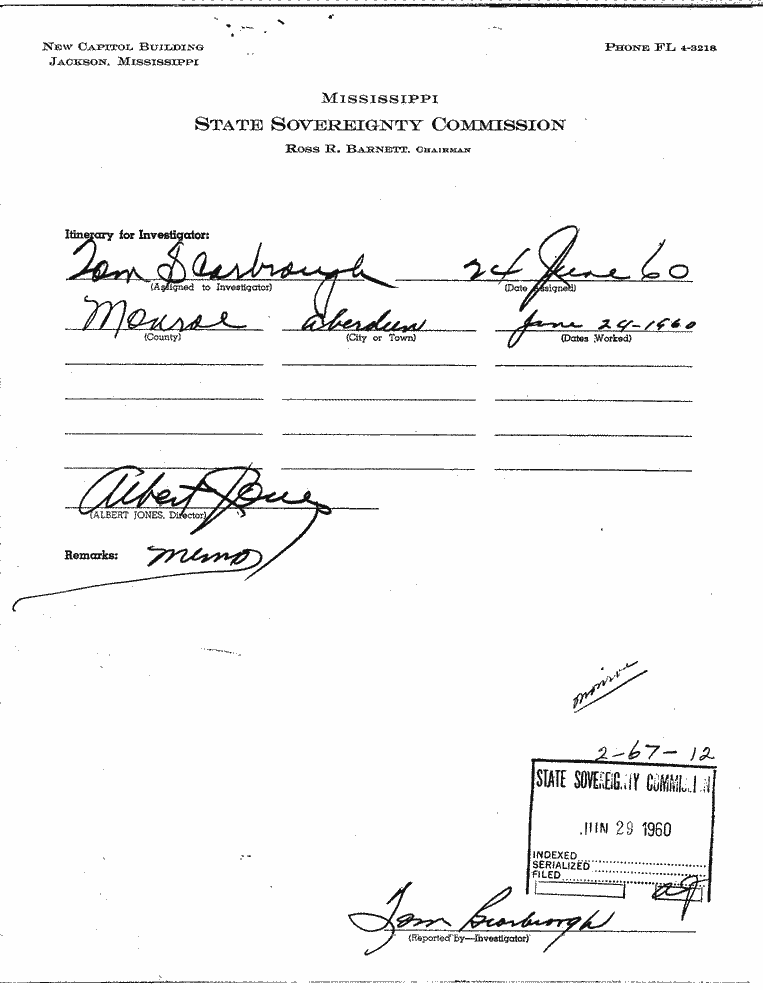 NEW CAPITOL BUILDING
JACKSON, MISSISSIPPI
PHONE FL 4-3218
MISSISSIPPI
STATE SOVEREIGNTY COMMISSION
ROSS R. BARNETT, CHAIRMAN
Itinerary for Investigator:
Tom Scarbrough 24 June 60
(Assigned to Investigator) (Date Assigned)
Monroe Aberdeen June 24-1960
(County) (City or Town) (Dates Worked)
Albert Jones
(ALBERT JONES, Director)
Remarks: memo
monroe
2-67-12
STATE SOVEREIGNTY COMMISSION
JUN 29 1960
INDEXED
SERIALIZED
FILED
Tom Scarbrough
(Reported by—Investigator)